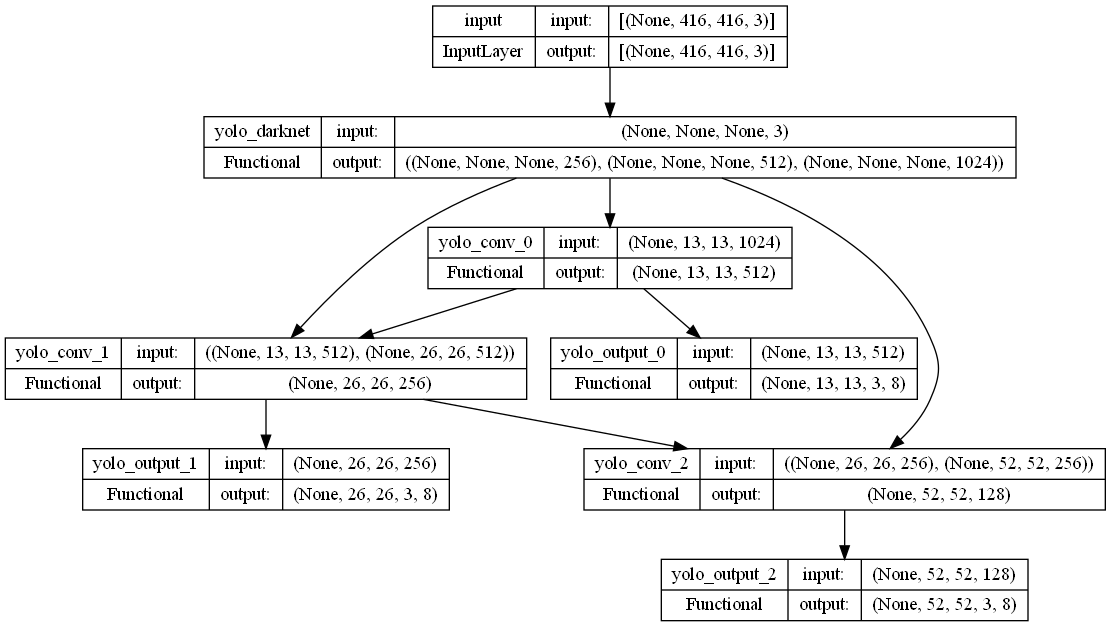 input input: [(None, 416, 416, 3)]
InputLayer output: [(None, 416, 416, 3)]
yolo_darknet input: (None, None, None, 3)
Functional output: ((None, None, None, 256), (None, None, None, 512), (None, None, None, 1024))
yolo_conv_0 input: (None, 13, 13, 1024)
Functional output: (None, 13, 13, 512)
yolo_conv_1 input: ((None, 13, 13, 512), (None, 26, 26, 512))
Functional output: (None, 26, 26, 256)
yolo_output_0 input: (None, 13, 13, 512)
Functional output: (None, 13, 13, 3, 8)
yolo_output_1 input: (None, 26, 26, 256)
Functional output: (None, 26, 26, 3, 8)
yolo_conv_2 input: ((None, 26, 26, 256), (None, 52, 52, 256))
Functional output: (None, 52, 52, 128)
yolo_output_2 input: (None, 52, 52, 128)
Functional output: (None, 52, 52, 3, 8)